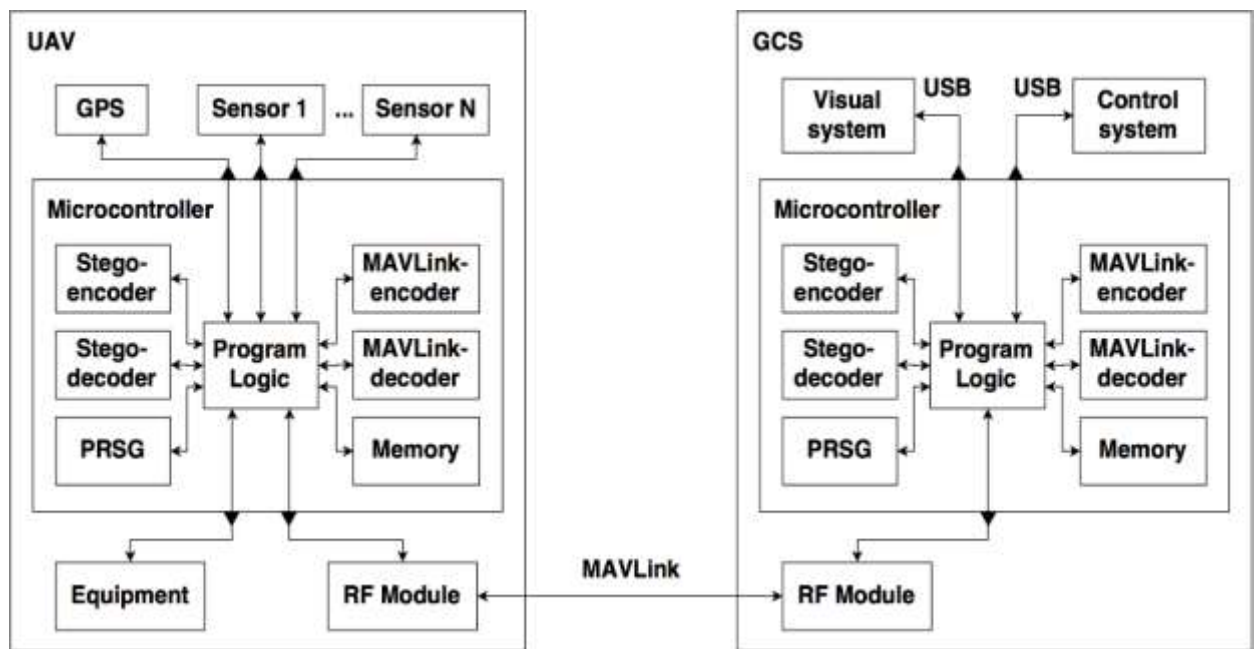 UAV
GPS
Sensor 1
...
Sensor N
Microcontroller
Stego-
encoder
MAVLink-
encoder
Stego-
decoder
Program
Logic
MAVLink-
decoder
PRSG
Memory
Equipment
RF Module
MAVLink
GCS
Visual
system
USB
USB
Control
system
Microcontroller
Stego-
encoder
MAVLink-
encoder
Stego-
decoder
Program
Logic
MAVLink-
decoder
PRSG
Memory
RF Module